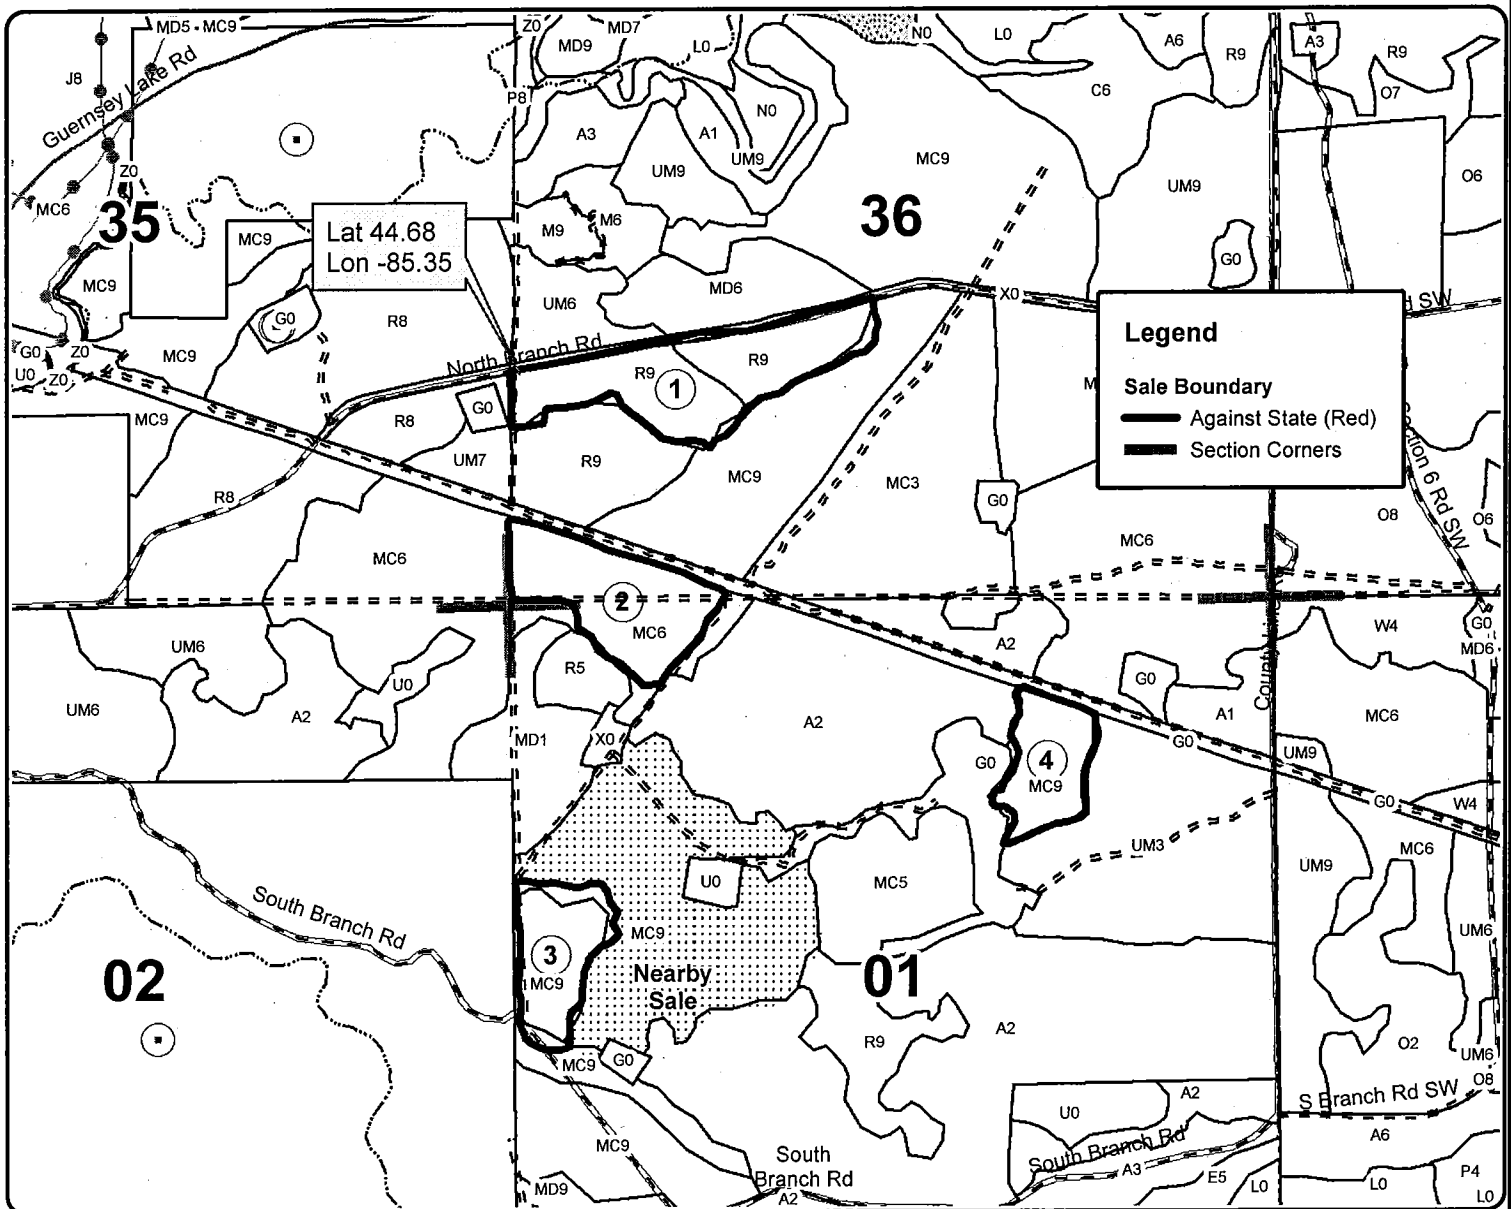 MD5 - MC9
Z0
MD7
MD9
L0
N0
L0
A6
R9
A3
R9
J8
Guernsey Lake Rd
P8
C6
O7
A3
A1
N0
UM9
MC9
Z0
UM9
UM9
O6
MC6
35
M9
M6
36
MC9
Lat 44.68
Lon -85.35
G0
MC9
UM6
MD6
X0
d SW
G0
R8
Legend
G0
Z0
MC9
North Branch Rd
R9
R9
1
U0
Z0
M
Sale Boundary
Against State (Red)
Section Corners
MC9
R8
G0
UM7
R9
MC9
MC3
R8
G0
ction 6 Rd SW
O8
O6
MC6
MC6
2
MC6
UM6
R5
A2
W4
G0
MD6
U0
G0
County
UM6
A2
MD1
X0
A2
A1
MC6
G0
G0
4
MC9
UM9
G0
W4
UM3
MC6
UM9
U0
MC5
South Branch Rd
MC9
3
MC9
UM6
02
Nearby
Sale
01
R9
A2
O2
MC9
G0
UM6
O8
U0
A2
S Branch Rd SW
MC9
South
Branch Rd
South Branch Rd
A3
A6
MD9
A2
E5
L0
L0
P4
L0